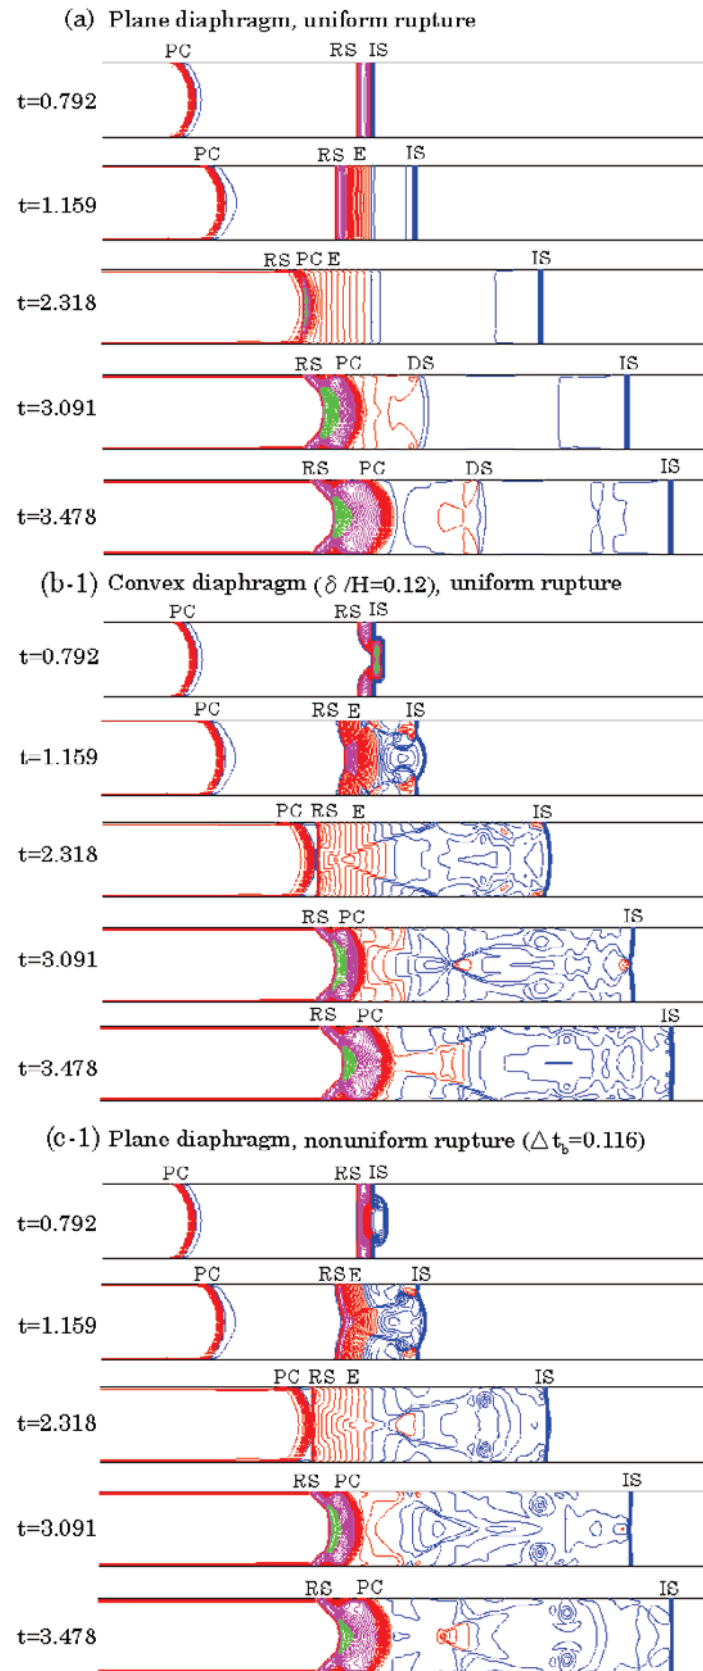 (a) Plane diaphragm, uniform rupture
PC RS IS
t=0.792
PC RS E IS
t=1.159
RS PC E IS
t=2.318
RS PC DS IS
t=3.091
RS PC DS IS
t=3.478
(b-1) Convex diaphragm (δ/H=0.12), uniform rupture
PC RS IS
t=0.792
PC RS E IS
t=1.159
PC RS E IS
t=2.318
RS PC IS
t=3.091
RS PC IS
t=3.478
(c-1) Plane diaphragm, nonuniform rupture (△t_b=0.116)
PC RS IS
t=0.792
PC RS E IS
t=1.159
PC RS E IS
t=2.318
RS PC IS
t=3.091
RS PC IS
t=3.478